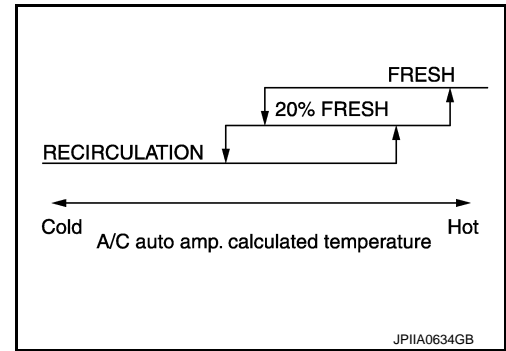 FRESH
20% FRESH
RECIRCULATION
Cold
Hot
A/C auto amp. calculated temperature
JPIIA0634GB